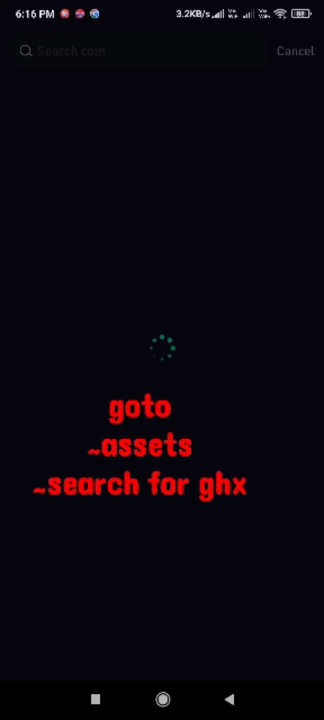 6:16 PM 3.2KB/s
Search coin Cancel
goto
~assets
~search for ghx